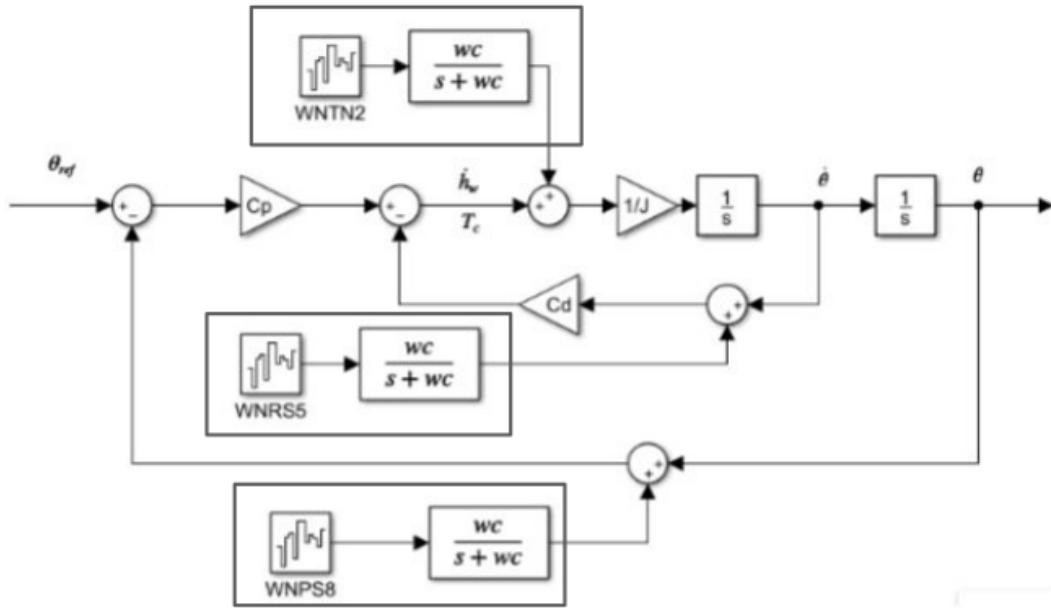 wc
s + wc
WNTN2
θref
ḣw
θ̇
θ
+
−
Cp
+
−
+
+
1/J
1
s
1
s
Tc
Cd
+
+
wc
s + wc
WNRS5
+
+
wc
s + wc
WNPS8